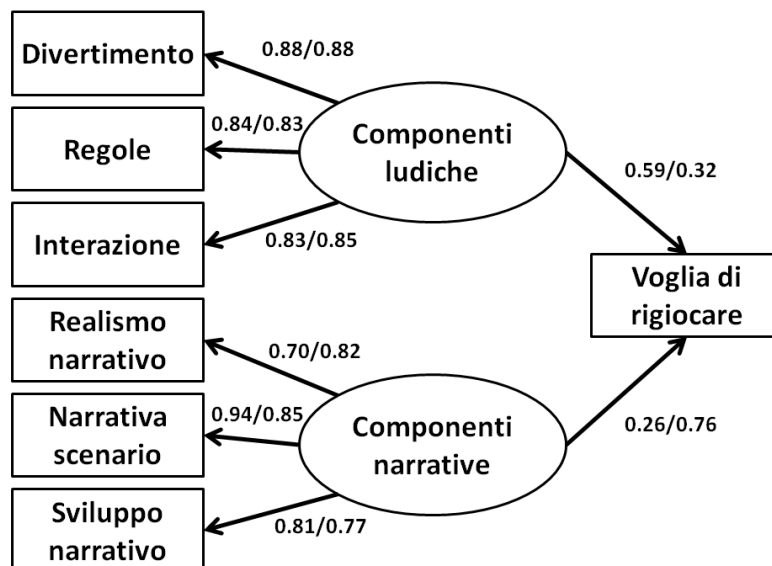 Divertimento
0.88/0.88
Regole
0.84/0.83
Componenti
ludiche
Interazione
0.83/0.85
0.59/0.32
Voglia di
rigiocare
Realismo
narrativo
0.70/0.82
Narrativa
scenario
0.94/0.85
Componenti
narrative
0.26/0.76
Sviluppo
narrativo
0.81/0.77